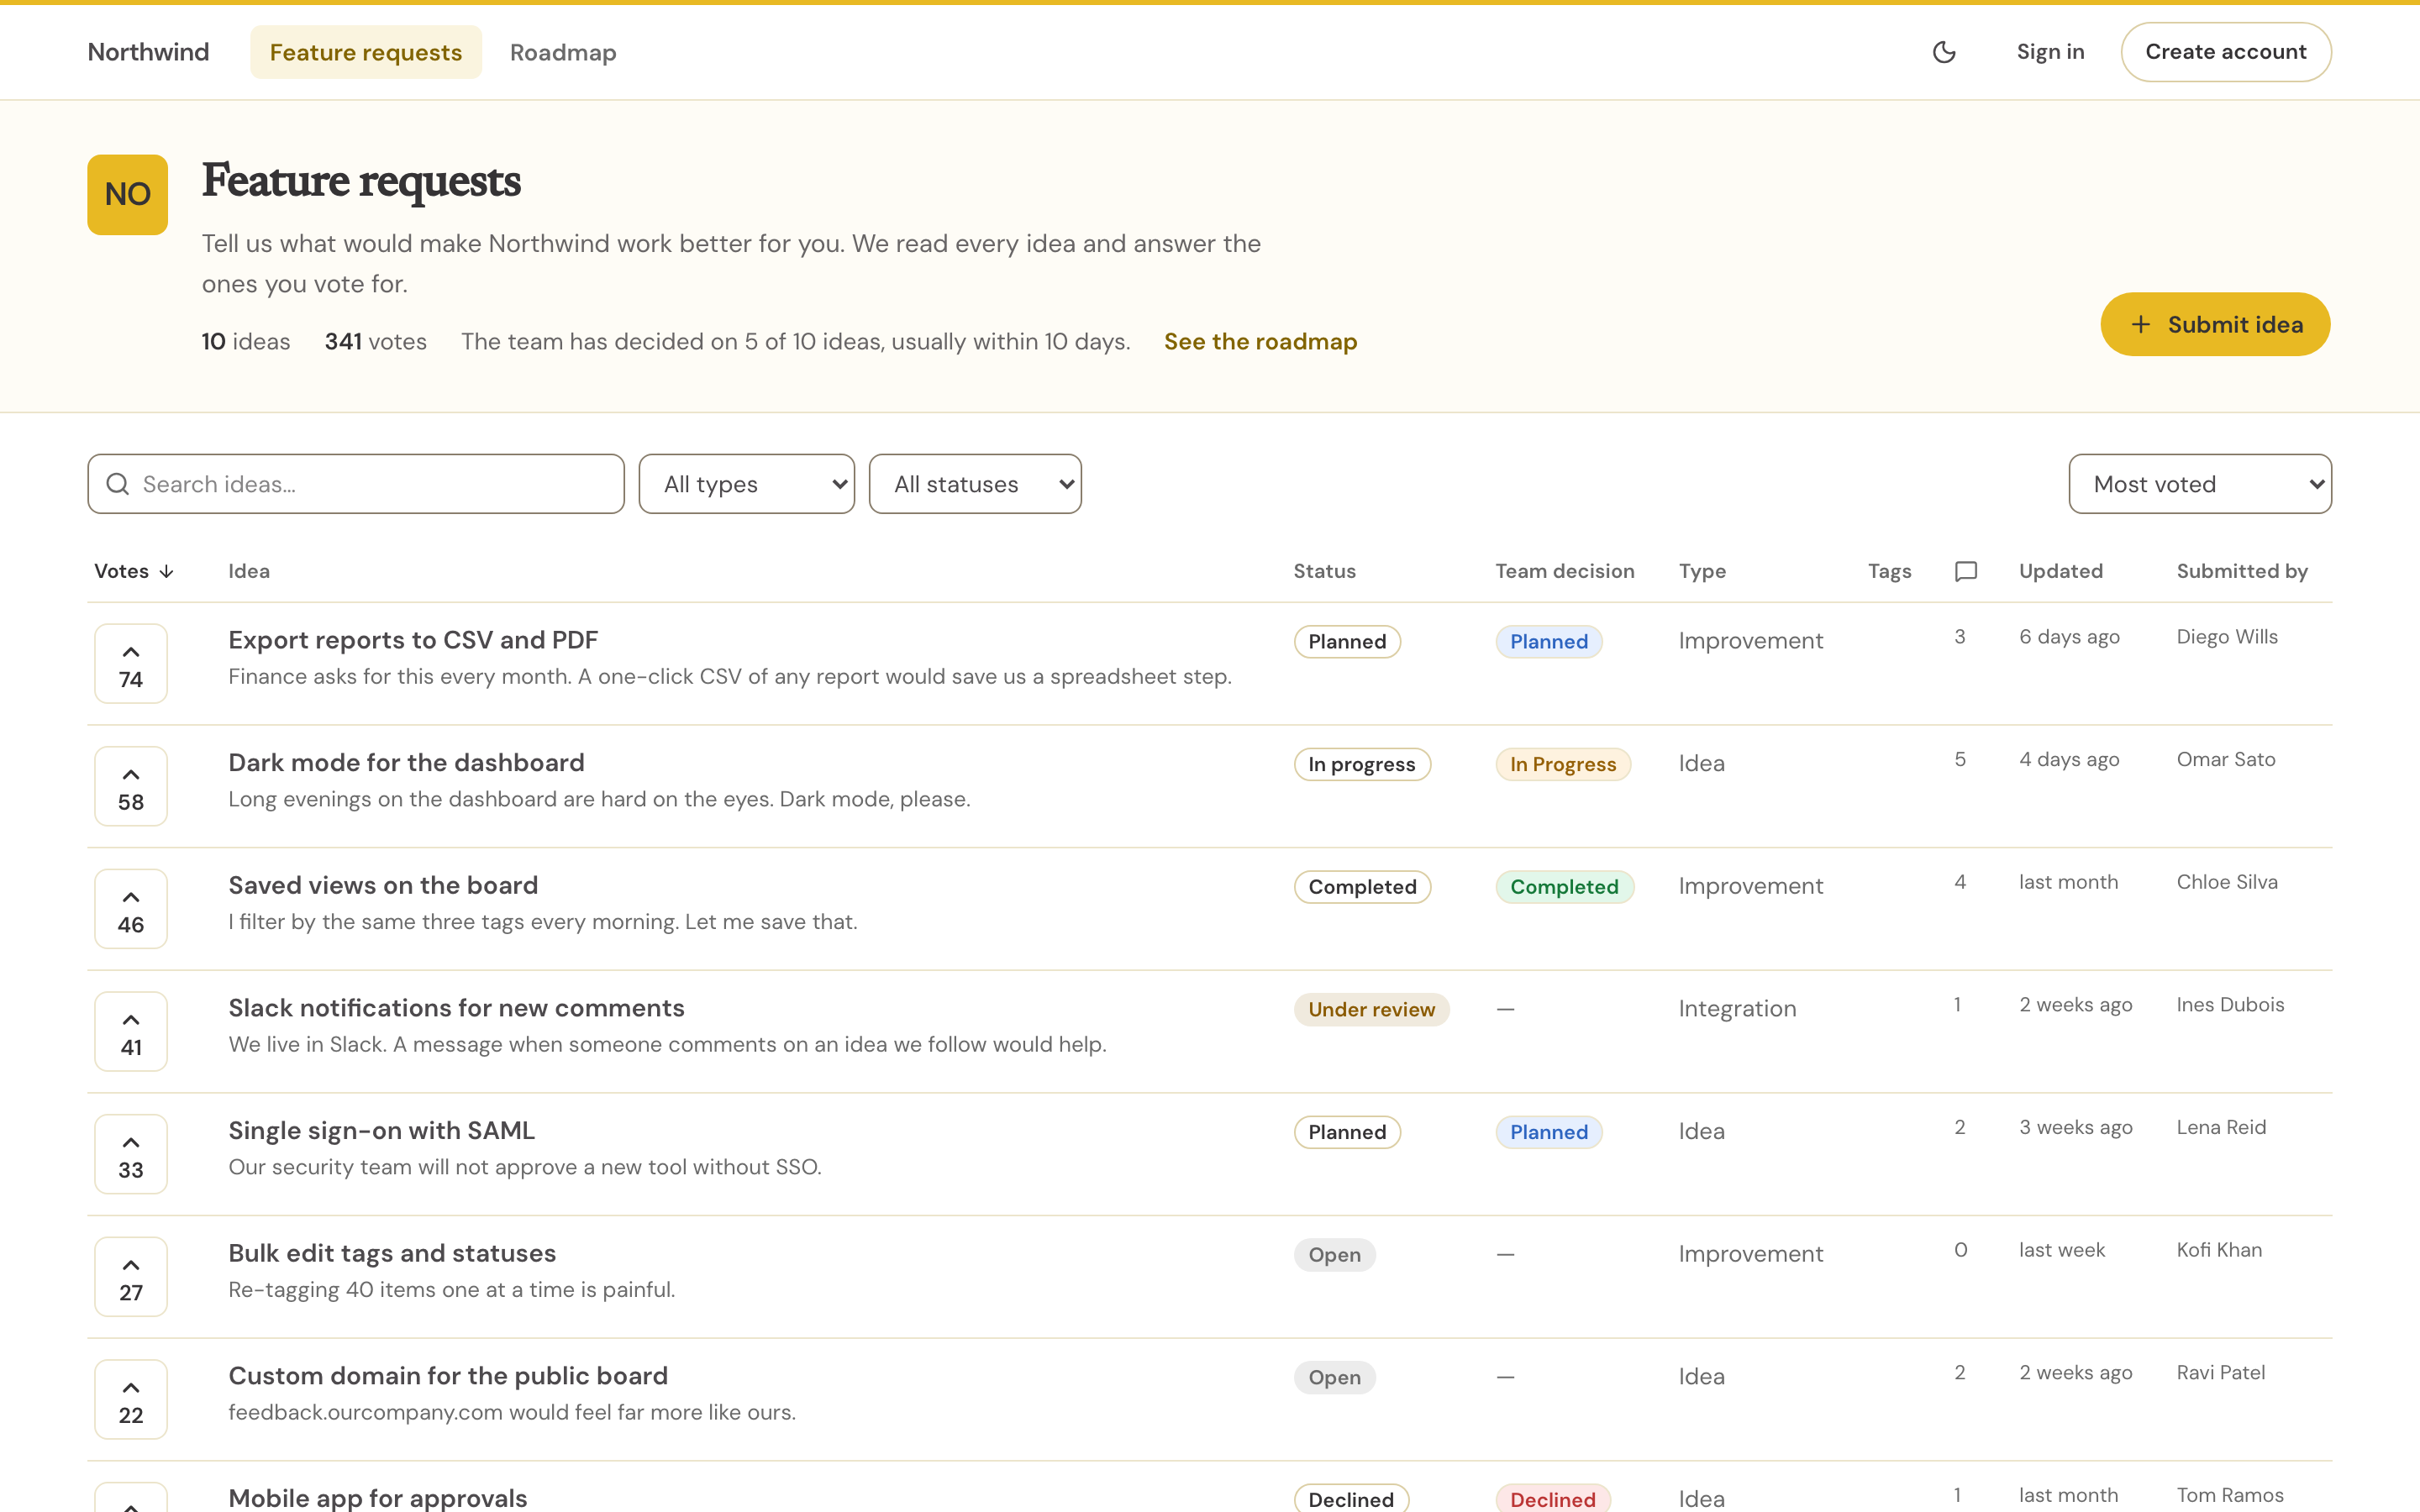 Northwind Feature requests Roadmap Sign in Create account
NO
Feature requests
Tell us what would make Northwind work better for you. We read every idea and answer the
ones you vote for.
10 ideas 341 votes The team has decided on 5 of 10 ideas, usually within 10 days. See the roadmap
+ Submit idea
Search ideas... All types All statuses Most voted
Votes ↓ Idea Status Team decision Type Tags Updated Submitted by
74 Export reports to CSV and PDF Planned Planned Improvement 3 6 days ago Diego Wills
Finance asks for this every month. A one-click CSV of any report would save us a spreadsheet step.
58 Dark mode for the dashboard In progress In Progress Idea 5 4 days ago Omar Sato
Long evenings on the dashboard are hard on the eyes. Dark mode, please.
46 Saved views on the board Completed Completed Improvement 4 last month Chloe Silva
I filter by the same three tags every morning. Let me save that.
41 Slack notifications for new comments Under review — Integration 1 2 weeks ago Ines Dubois
We live in Slack. A message when someone comments on an idea we follow would help.
33 Single sign-on with SAML Planned Planned Idea 2 3 weeks ago Lena Reid
Our security team will not approve a new tool without SSO.
27 Bulk edit tags and statuses Open — Improvement 0 last week Kofi Khan
Re-tagging 40 items one at a time is painful.
22 Custom domain for the public board Open — Idea 2 2 weeks ago Ravi Patel
feedback.ourcompany.com would feel far more like ours.
Mobile app for approvals Declined Declined Idea 1 last month Tom Ramos